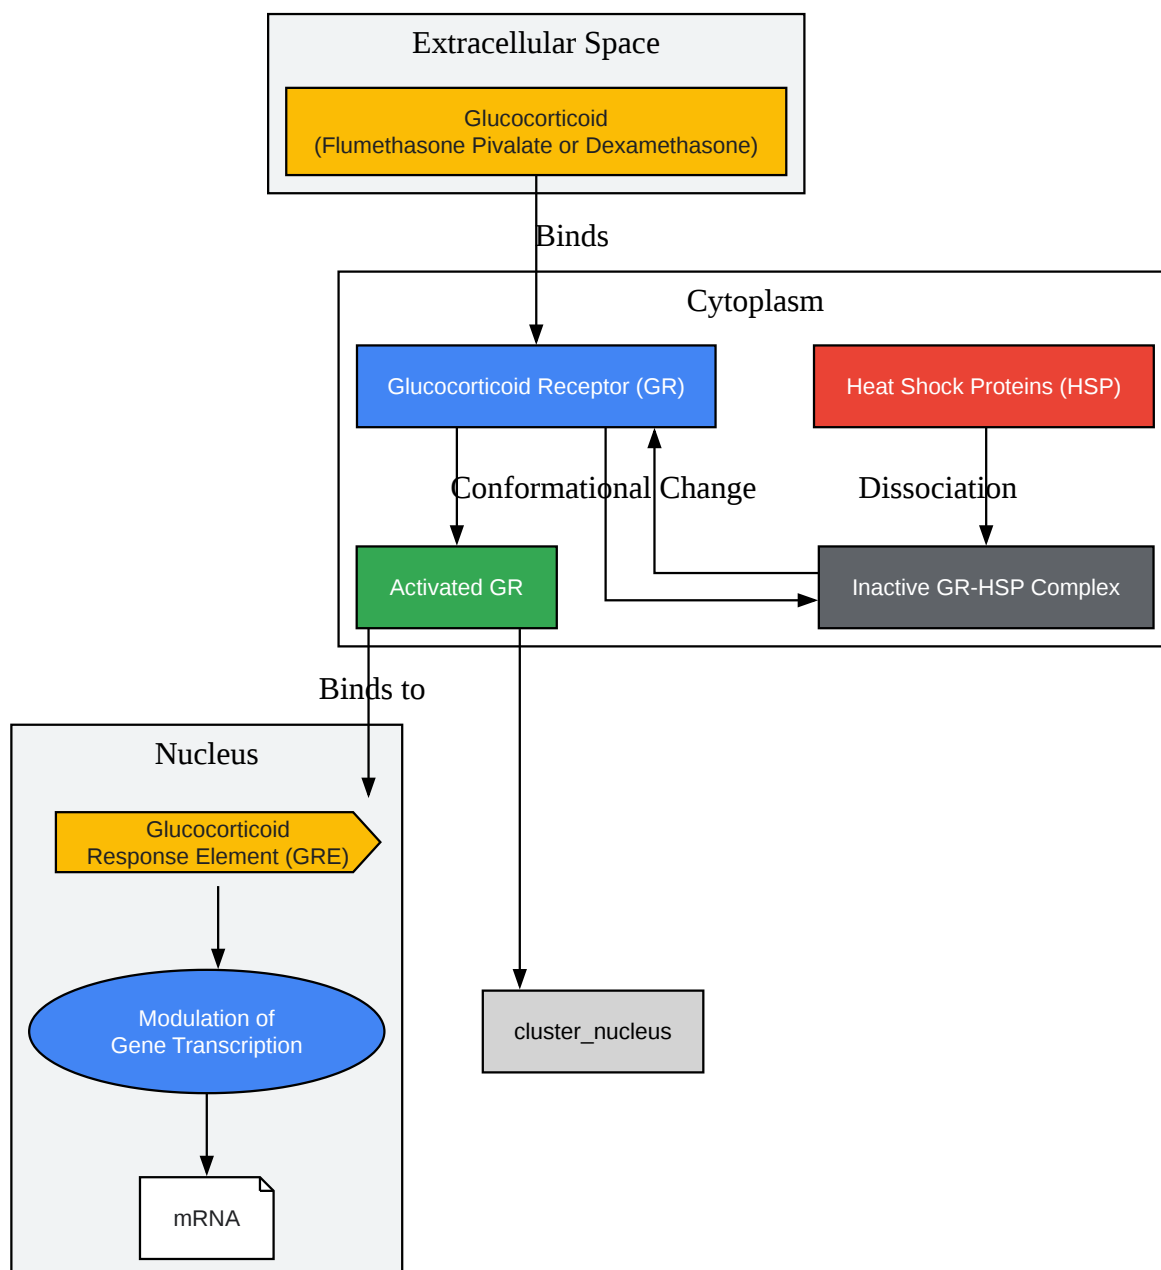 Extracellular Space
Glucocorticoid
(Flumethasone Pivalate or Dexamethasone)
Binds
Cytoplasm
Glucocorticoid Receptor (GR)
Heat Shock Proteins (HSP)
Conformational Change
Dissociation
Activated GR
Inactive GR-HSP Complex
Binds to
Nucleus
Glucocorticoid
Response Element (GRE)
Modulation of
Gene Transcription
cluster_nucleus
mRNA